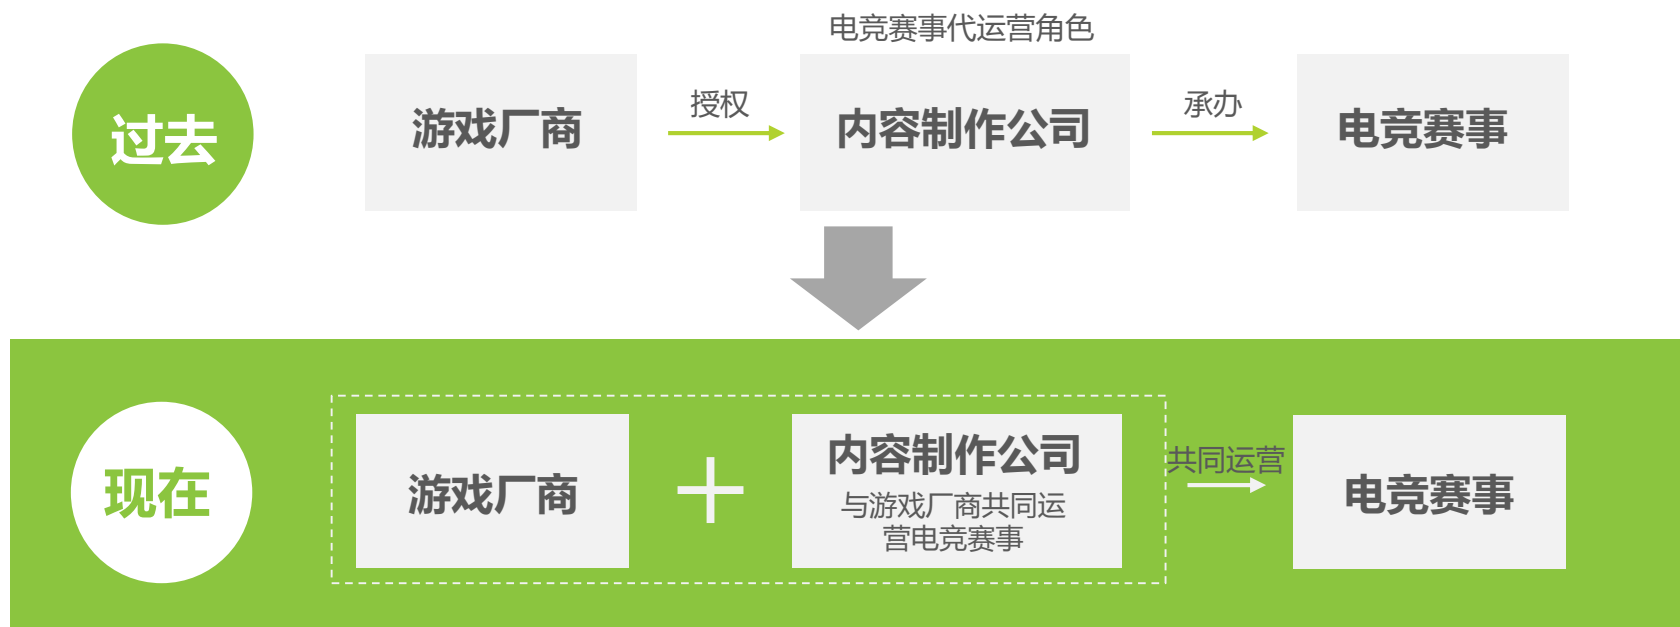 电竞赛事代运营角色
过去
游戏厂商
授权
内容制作公司
承办
电竞赛事
现在
游戏厂商
内容制作公司
与游戏厂商共同运
营电竞赛事
共同运营
电竞赛事